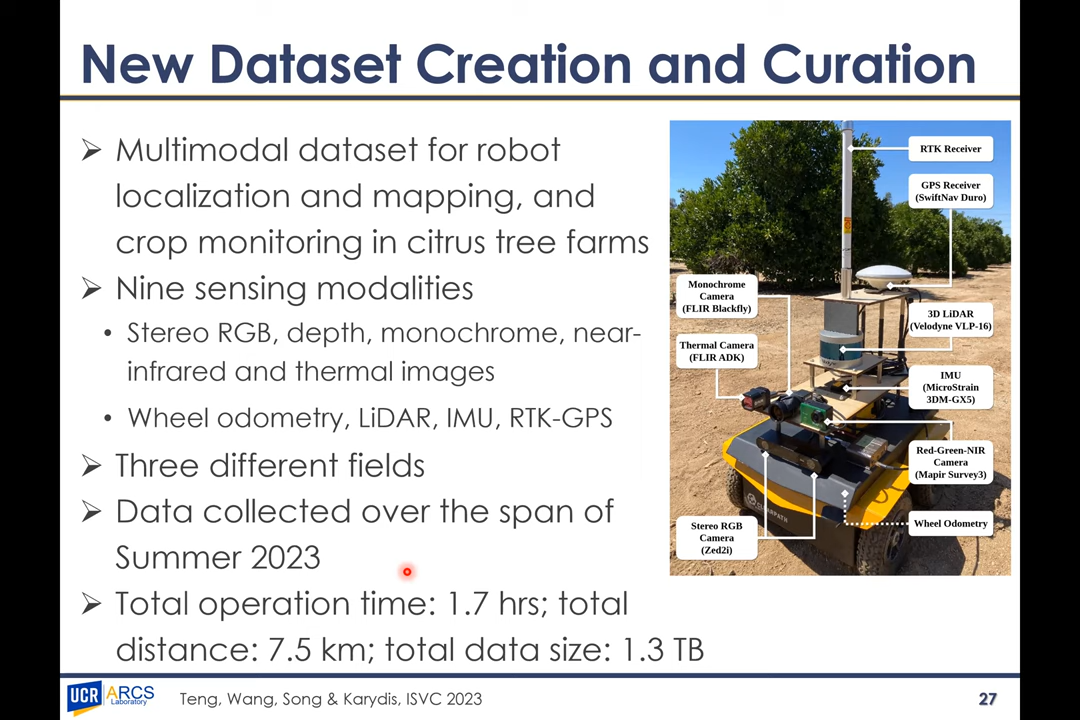 New Dataset Creation and Curation
➢ Multimodal dataset for robot
localization and mapping, and
crop monitoring in citrus tree farms
➢ Nine sensing modalities
• Stereo RGB, depth, monochrome, near-
infrared and thermal images
• Wheel odometry, LiDAR, IMU, RTK-GPS
➢ Three different fields
➢ Data collected over the span of
Summer 2023
➢ Total operation time: 1.7 hrs; total
distance: 7.5 km; total data size: 1.3 TB
RTK Receiver
GPS Receiver
(SwiftNav Duro)
Monochrome
Camera
(FLIR Blackfly)
3D LiDAR
(Velodyne VLP-16)
Thermal Camera
(FLIR ADK)
IMU
(MicroStrain
3DM-GX5)
Red-Green-NIR
Camera
(Mapir Survey3)
Stereo RGB
Camera
(Zed2i)
Wheel Odometry
CLEARPATH
UCR ARCS
Laboratory
Teng, Wang, Song & Karydis, ISVC 2023
27